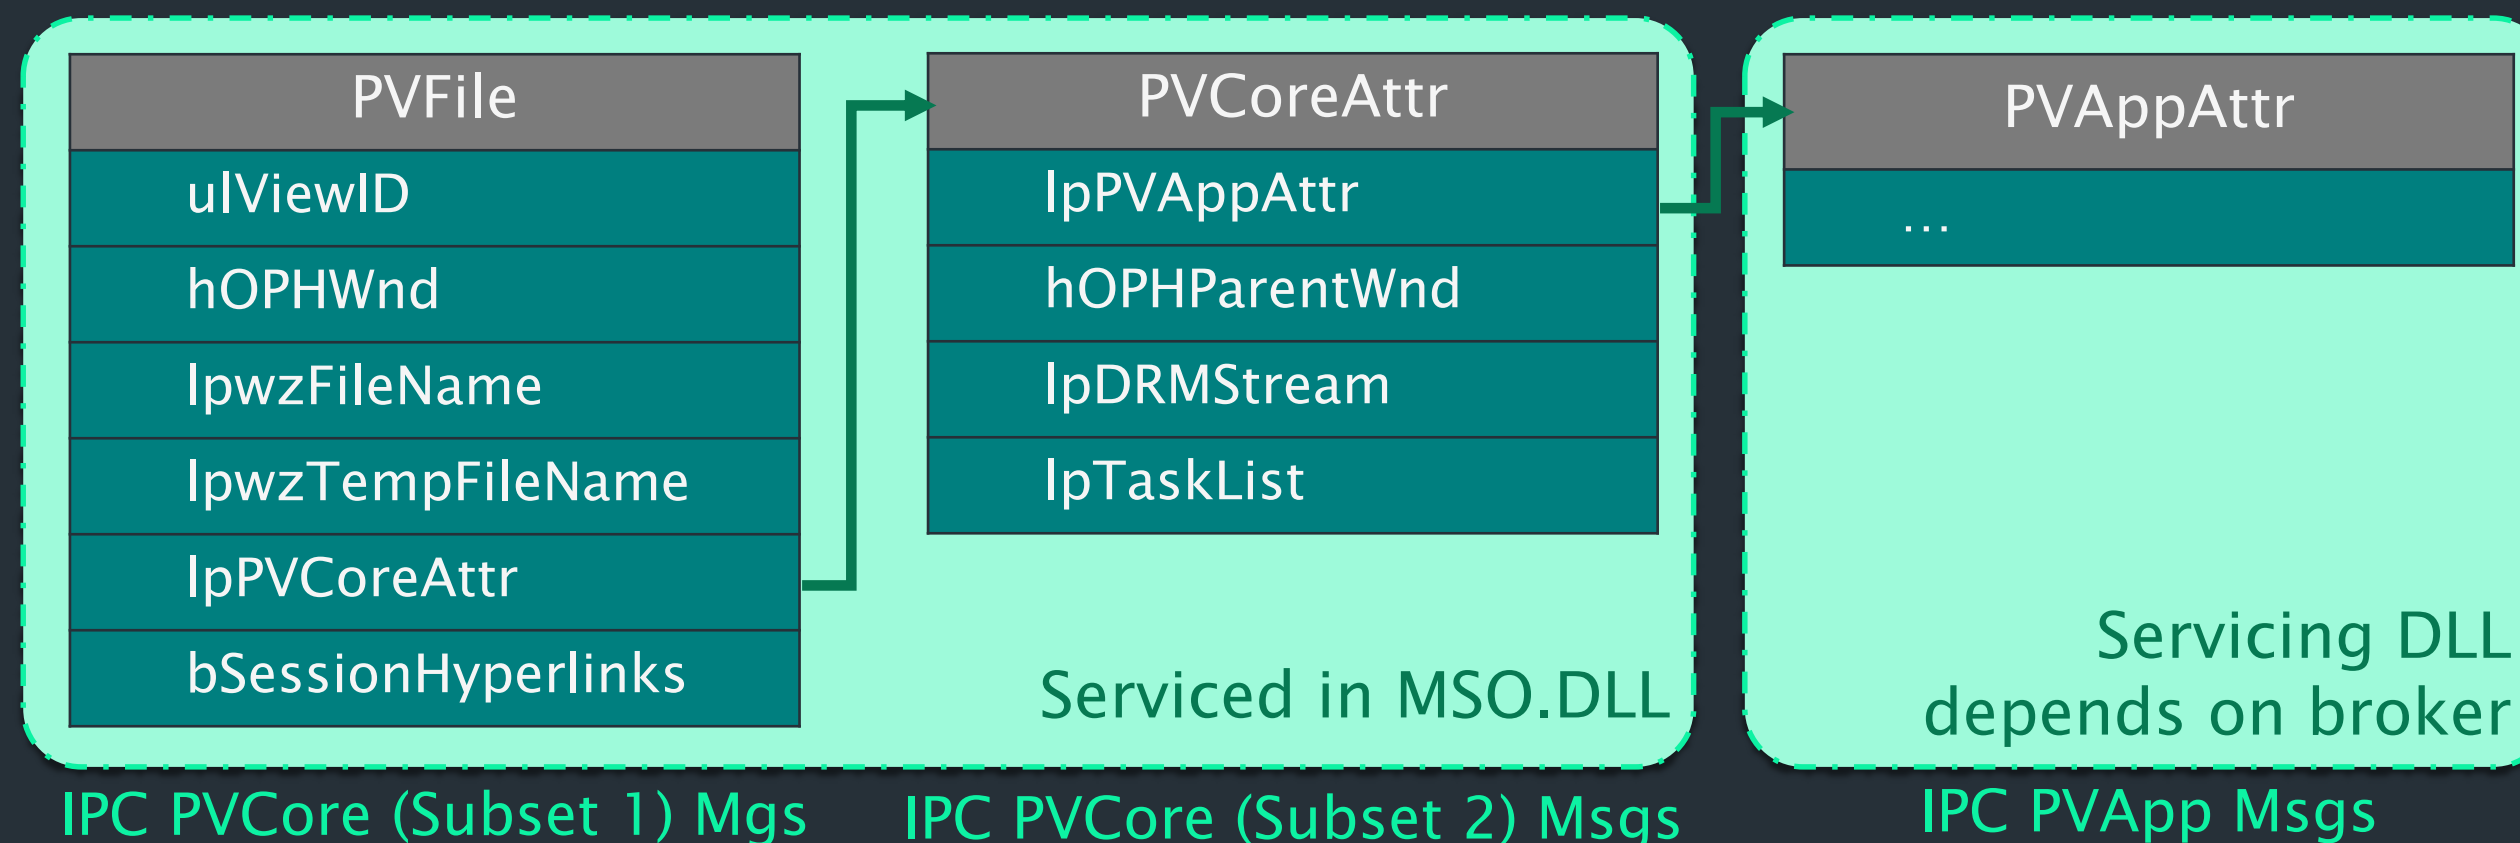 PVFile
ulViewID
hOPHWnd
lpwzFileName
lpwzTempFileName
lpPVCoreAttr
bSessionHyperlinks
PVCoreAttr
lpPVAppAttr
hOPHParentWnd
lpDRMStream
lpTaskList
Serviced in MSO.DLL
PVAppAttr
...
Servicing DLL
depends on broker
IPC PVCore (Subset 1) Mgs
IPC PVCore (Subset 2) Msgs
IPC PVApp Msgs